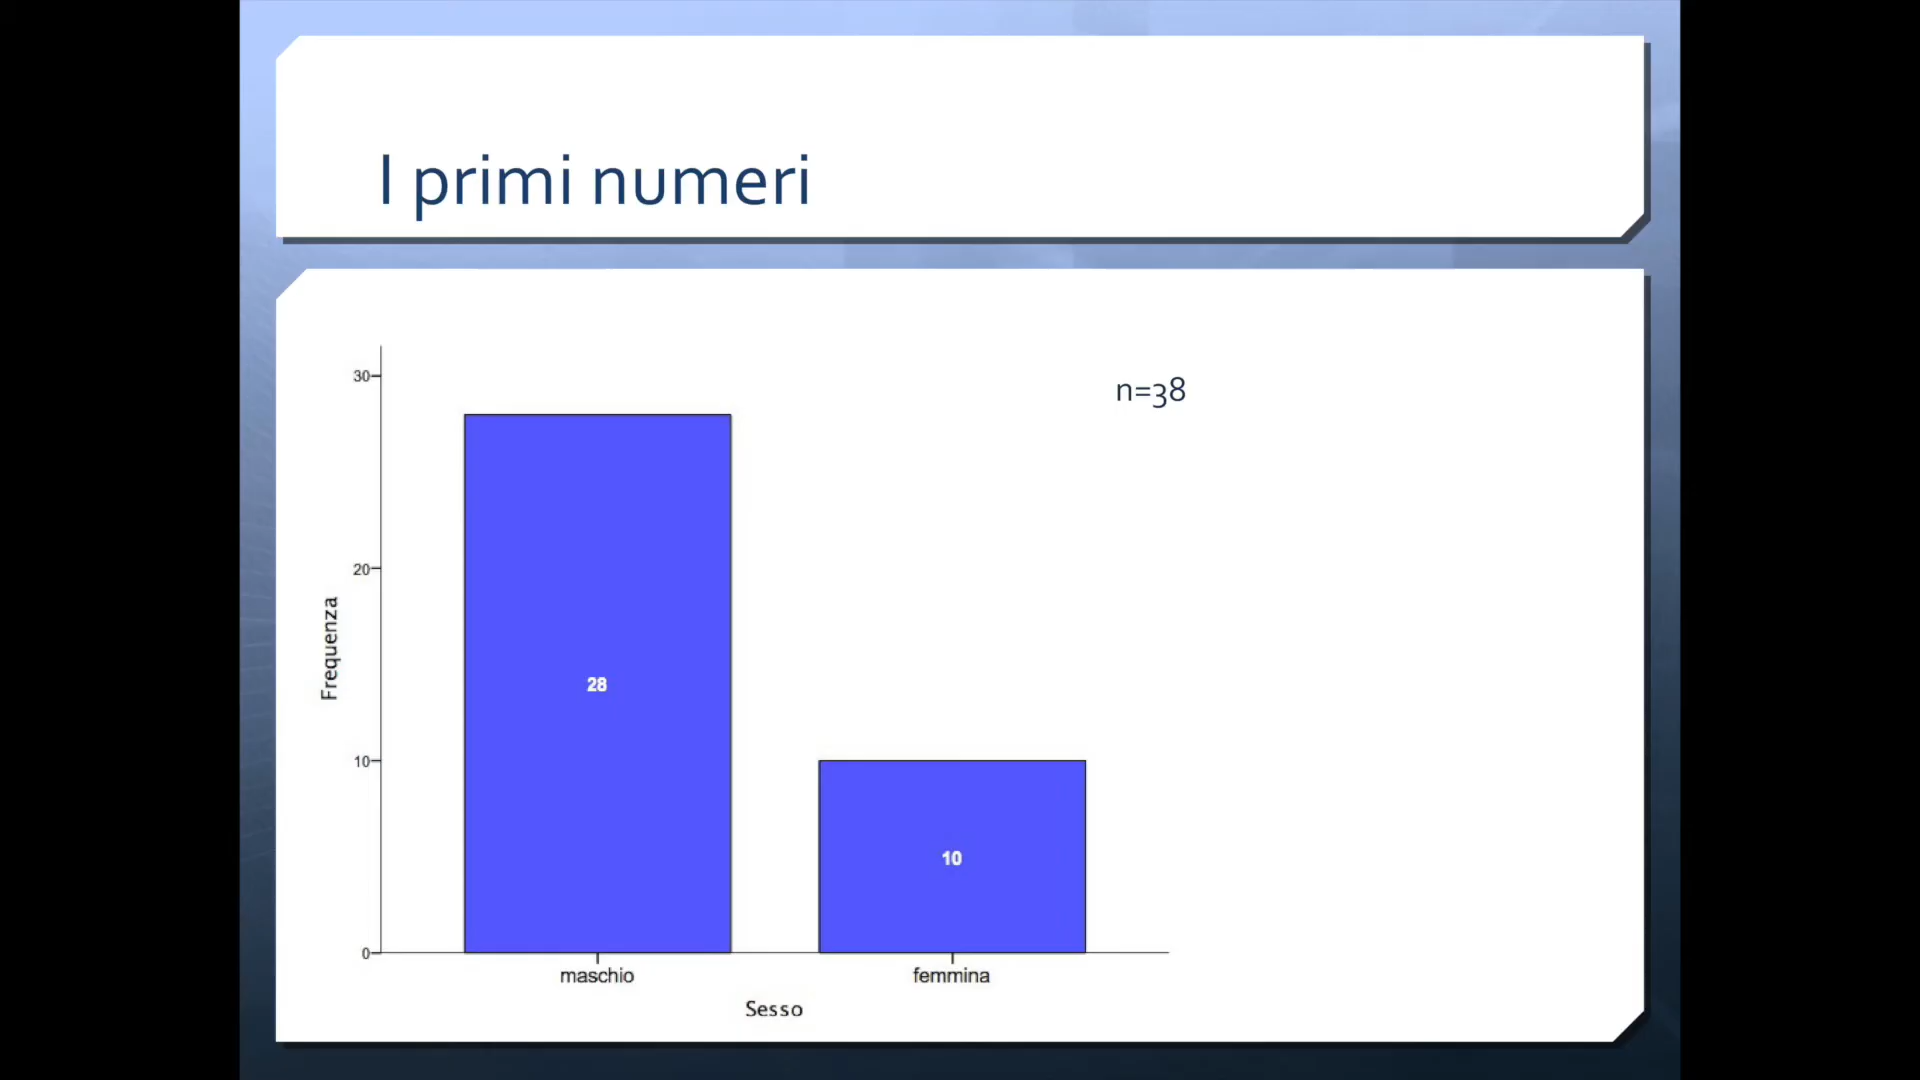 I primi numeri
n=38
30
20
10
0
Frequenza
28
10
maschio
femmina
Sesso